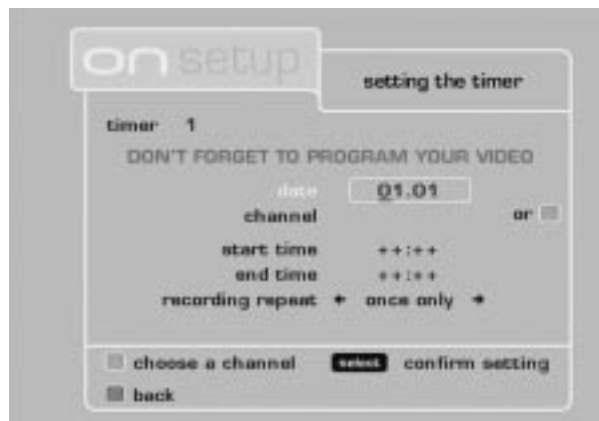 on setup
setting the timer
timer 1
DON'T FORGET TO PROGRAM YOUR VIDEO
date 01.01
channel or
start time ++:++
end time ++:++
recording repeat ← once only →
choose a channel select confirm setting
back